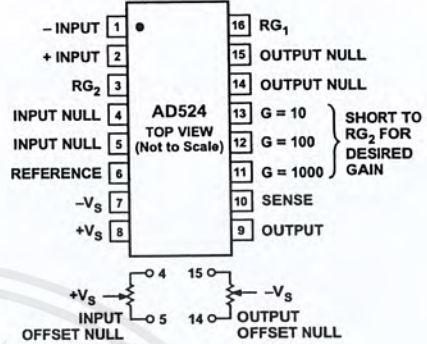 – INPUT 1
+ INPUT 2
RG2 3
INPUT NULL 4
INPUT NULL 5
REFERENCE 6
–VS 7
+VS 8
AD524
TOP VIEW
(Not to Scale)
16 RG1
15 OUTPUT NULL
14 OUTPUT NULL
13 G = 10
12 G = 100
11 G = 1000
10 SENSE
9 OUTPUT
SHORT TO
RG2 FOR
DESIRED
GAIN
4
+VS
5
INPUT
OFFSET NULL
15
–VS
14
OUTPUT
OFFSET NULL